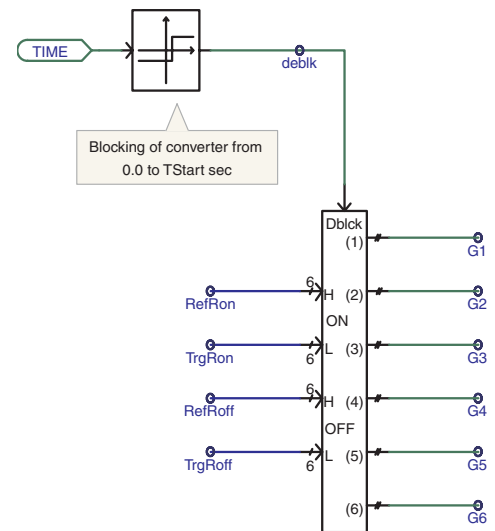 TIME
deblk
Blocking of converter from
0.0 to TStart sec
Dblck
(1)
G1
6
H (2)
RefRon
G2
ON
TrgRon
L (3)
6
G3
6
H (4)
RefRoff
G4
OFF
TrgRoff
L (5)
6
G5
(6)
G6